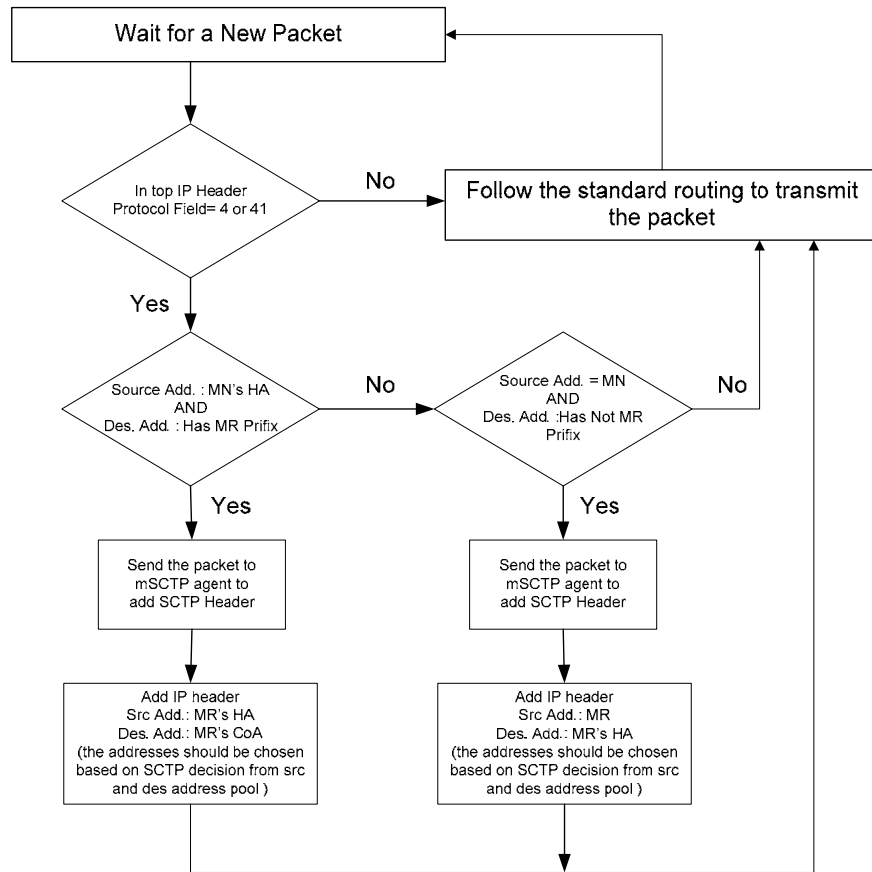 Wait for a New Packet
In top IP Header
Protocol Field= 4 or 41
No
Follow the standard routing to transmit
the packet
Yes
Source Add. : MN's HA
AND
Des. Add. : Has MR Prifix
No
Source Add. = MN
AND
Des. Add. :Has Not MR
Prifix
No
Yes
Yes
Send the packet to
mSCTP agent to
add SCTP Header
Send the packet to
mSCTP agent to
add SCTP Header
Add IP header
Src Add.: MR's HA
Des. Add.: MR's CoA
(the addresses should be chosen
based on SCTP decision from src
and des address pool )
Add IP header
Src Add.: MR
Des. Add.: MR's HA
(the addresses should be chosen
based on SCTP decision from src
and des address pool )